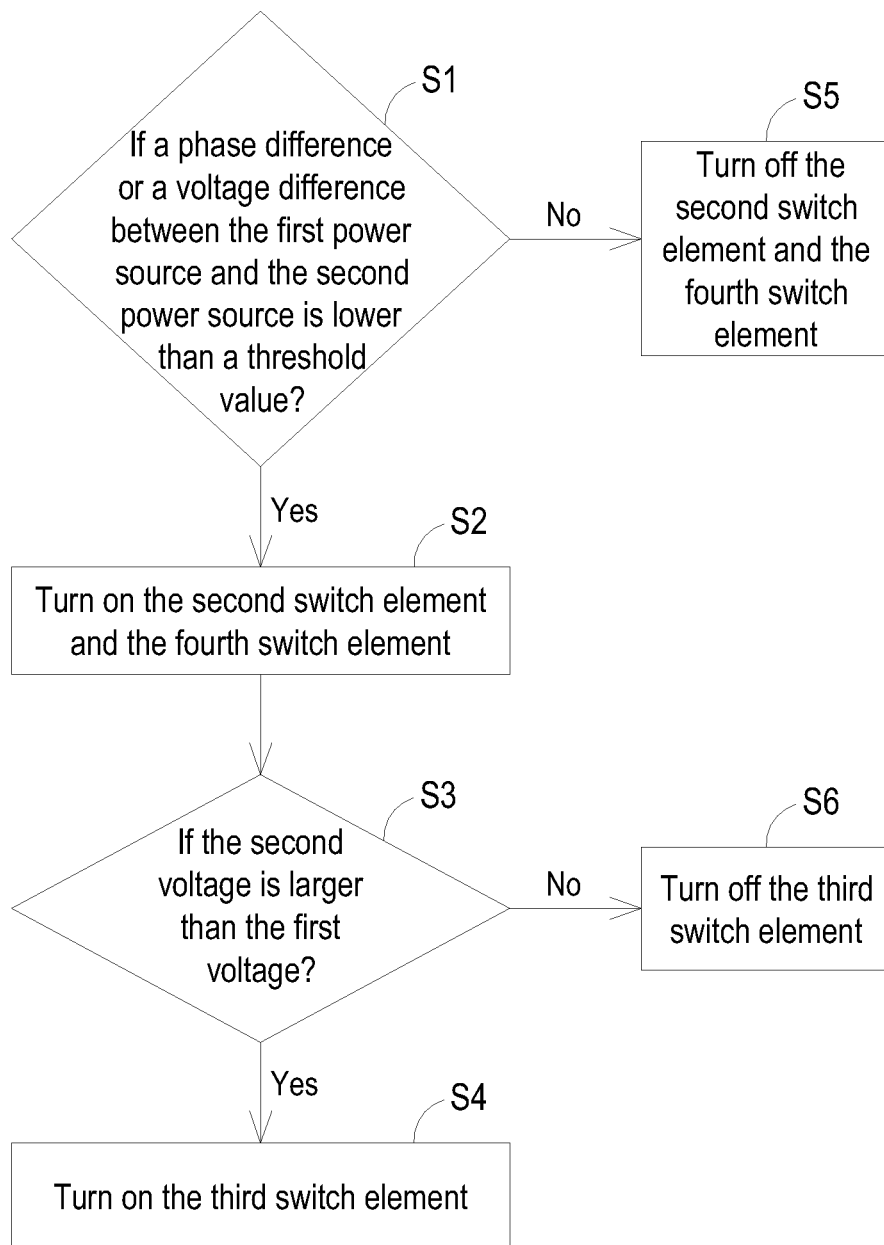 S1
If a phase difference
or a voltage difference
between the first power
source and the second
power source is lower
than a threshold
value?
No
S5
Turn off the
second switch
element and the
fourth switch
element
Yes
S2
Turn on the second switch element
and the fourth switch element
S3
If the second
voltage is larger
than the first
voltage?
No
S6
Turn off the third
switch element
Yes
S4
Turn on the third switch element